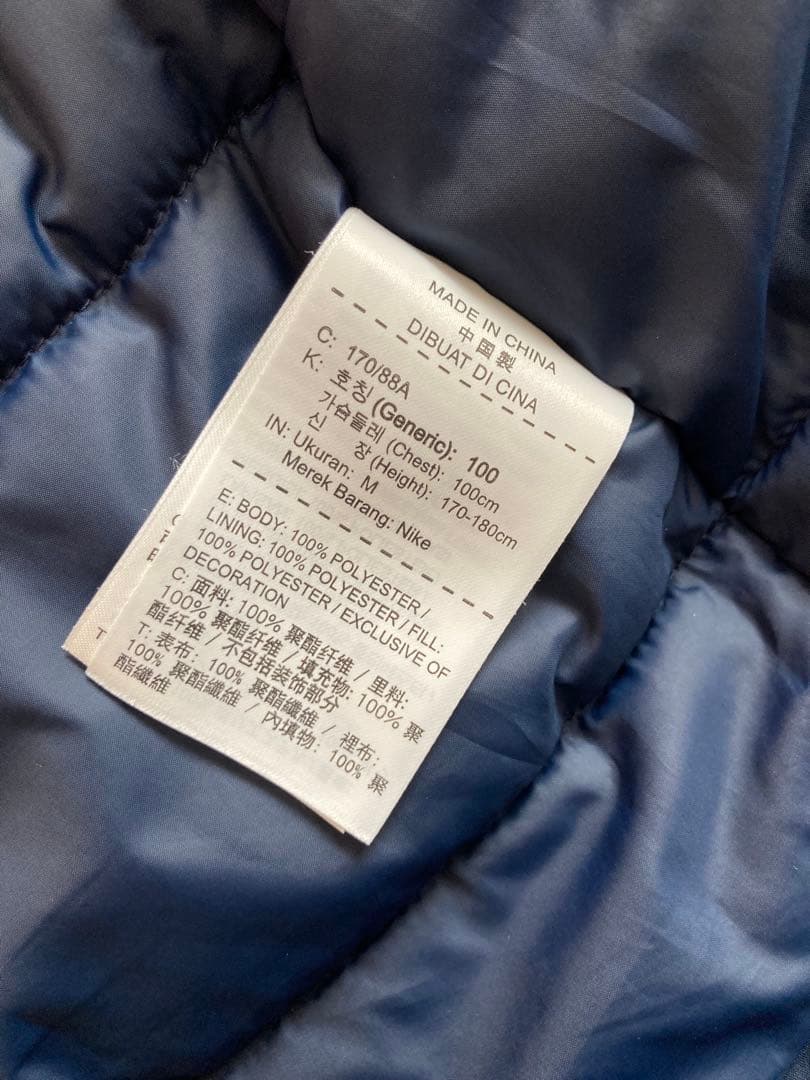 MADE IN CHINA
中国製
DIBUAT DI CINA
C: 170/88A
K: 호칭 (Generic): 100
가슴둘레 (Chest): 100cm
신 장 (Height): 170-180cm
IN: Ukuran: M
Merek Barang: Nike
E: BODY: 100% POLYESTER /
LINING: 100% POLYESTER / FILL:
100% POLYESTER / EXCLUSIVE OF
DECORATION
C: 面料: 100% 聚酯纤维 / 里料:
100% 聚酯纤维 / 填充物: 100% 聚
酯纤维 / 不包括装饰部分
T: 表布: 100% 聚酯纖維 / 裡布:
100% 聚酯纖維 / 內填物: 100% 聚
酯纖維